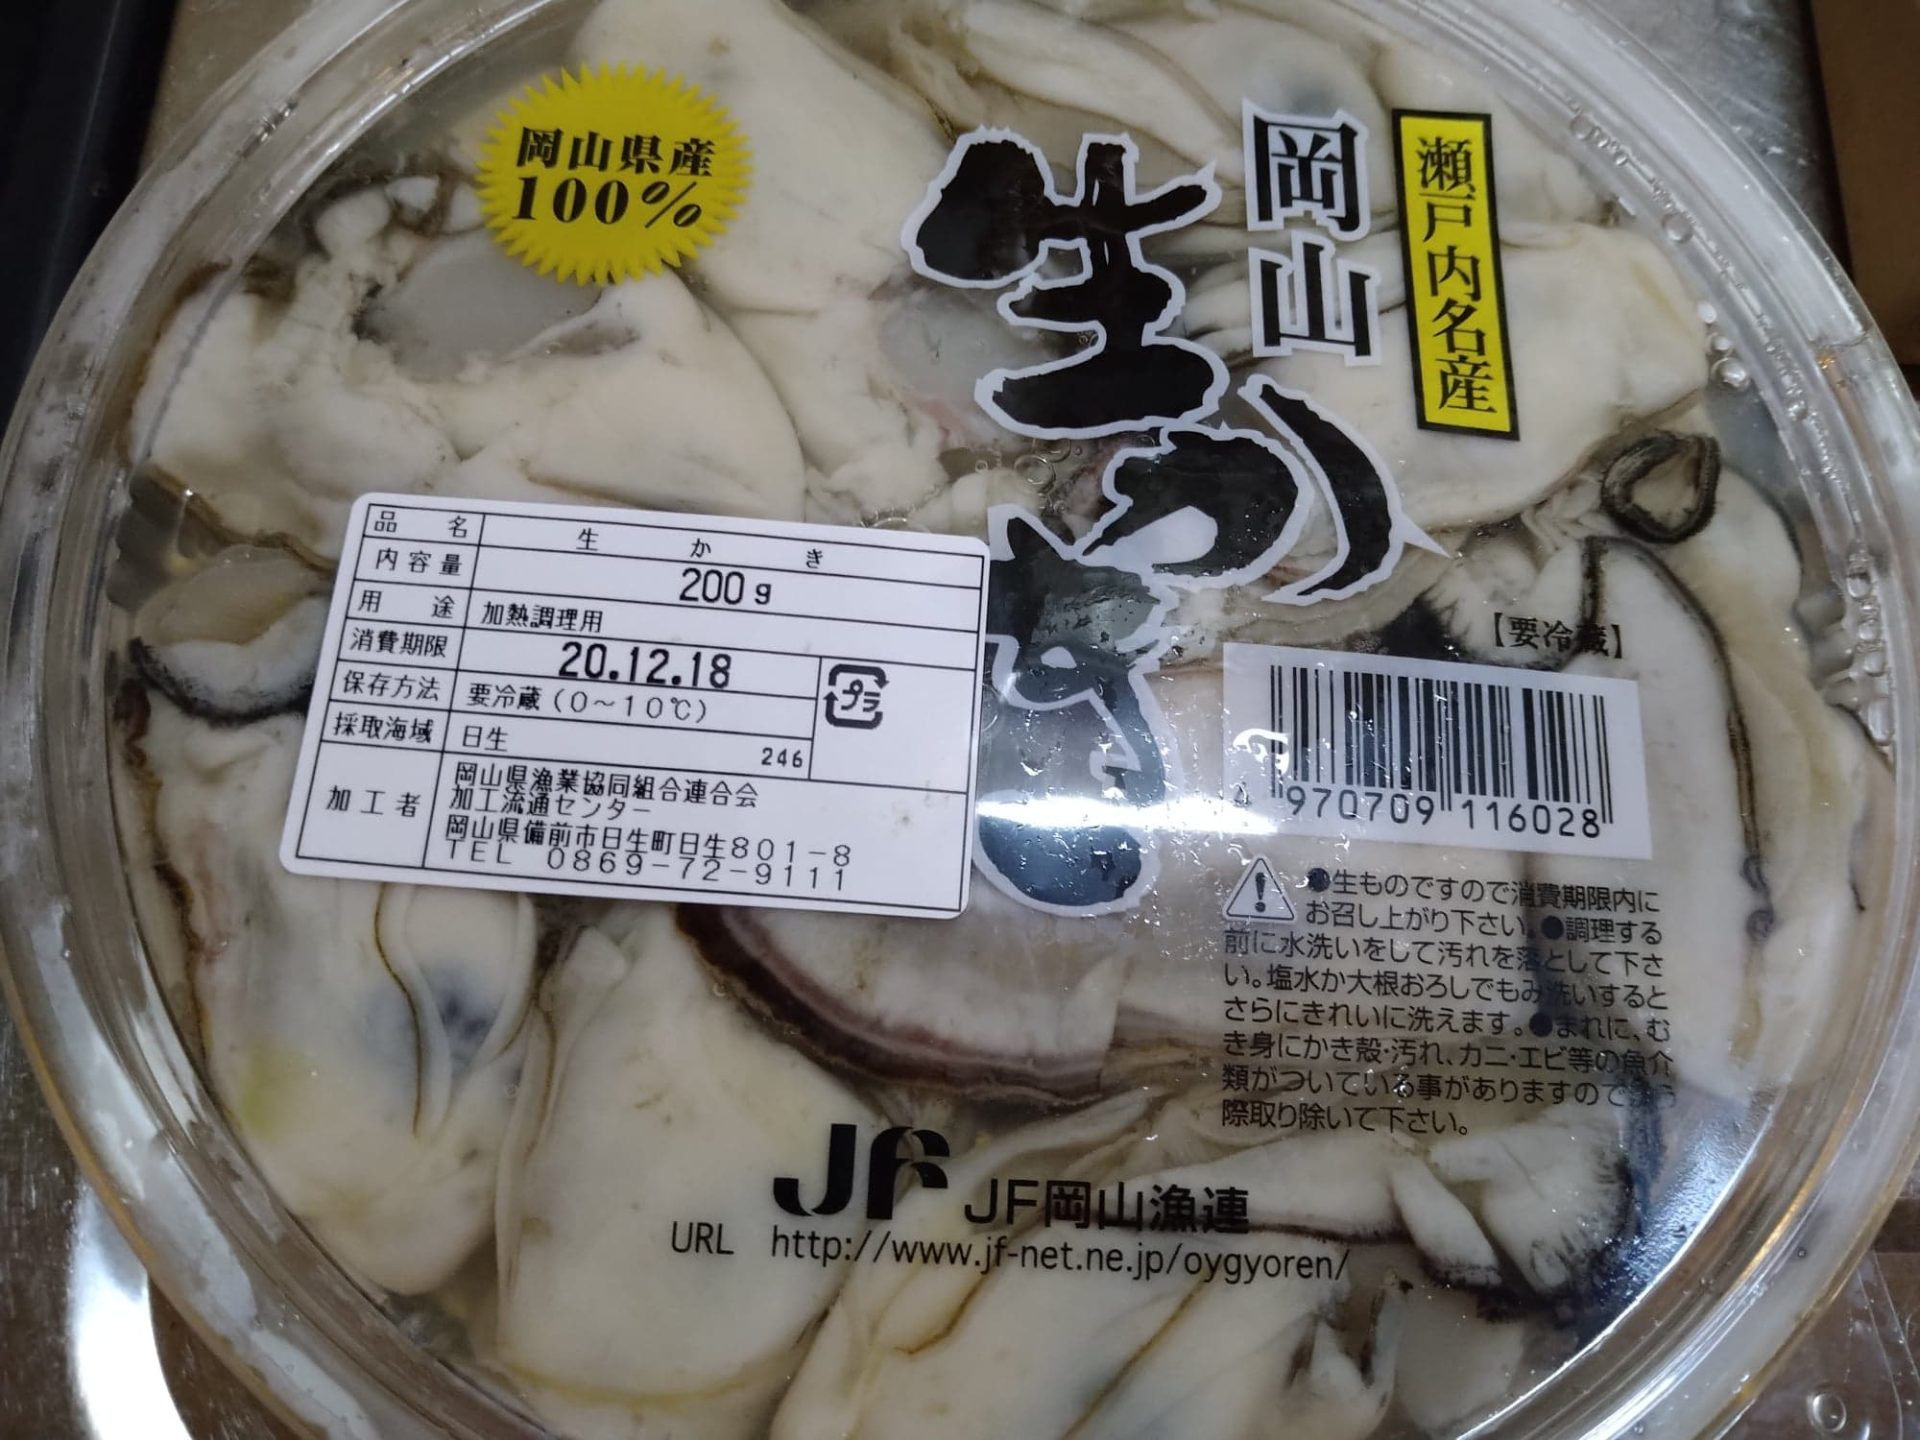 岡山県産
100%
瀬戸内名産
岡山
生かき
品名 生かき
内容量 200g
用途 加熱調理用
消費期限 20.12.18
保存方法 要冷蔵(0~10℃)
プラ
採取海域 日生 246
加工者 岡山県漁業協同組合連合会
加工流通センター
岡山県備前市日生町日生801-8
TEL 0869-72-9111
【要冷蔵】
4 970709 116028
●生ものですので消費期限内に
お召し上がり下さい。●調理する
前に水洗いをして汚れを落として下さ
い。塩水か大根おろしでもみ洗いすると
さらにきれいに洗えます。●まれに、む
き身にかき殻・汚れ、カニ・エビ等の魚介
類がついている事がありますので
際取り除いて下さい。
JF JF岡山漁連
URL http://www.jf-net.ne.jp/oygyoren/